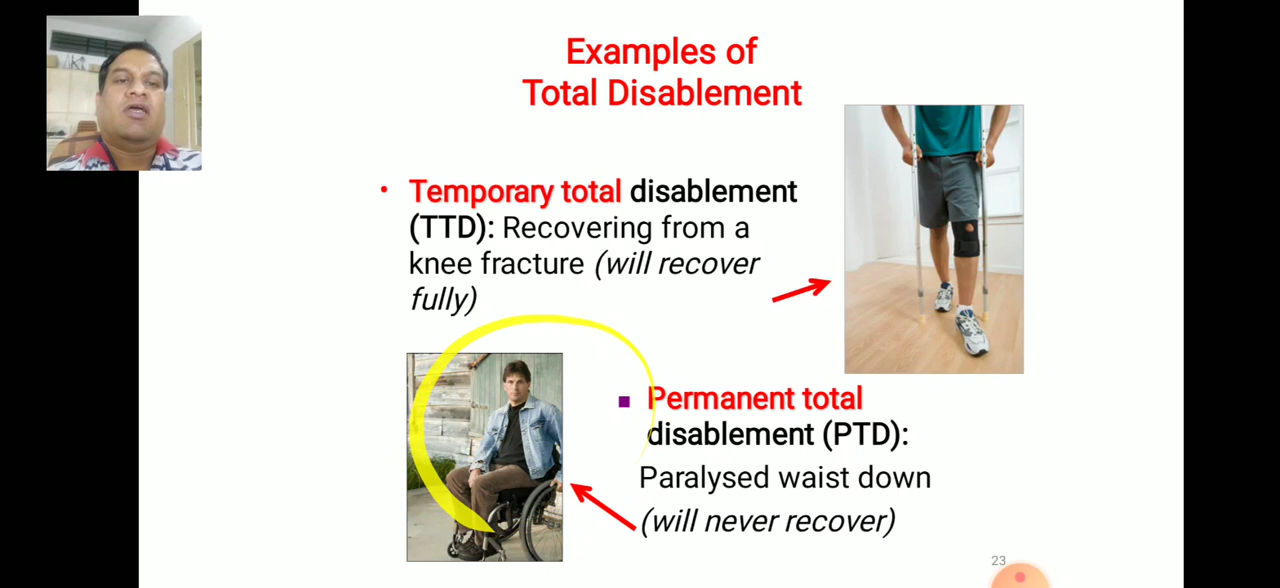 Examples of
Total Disablement
• Temporary total disablement
(TTD): Recovering from a
knee fracture (will recover
fully)
■ Permanent total
disablement (PTD):
Paralysed waist down
(will never recover)
23